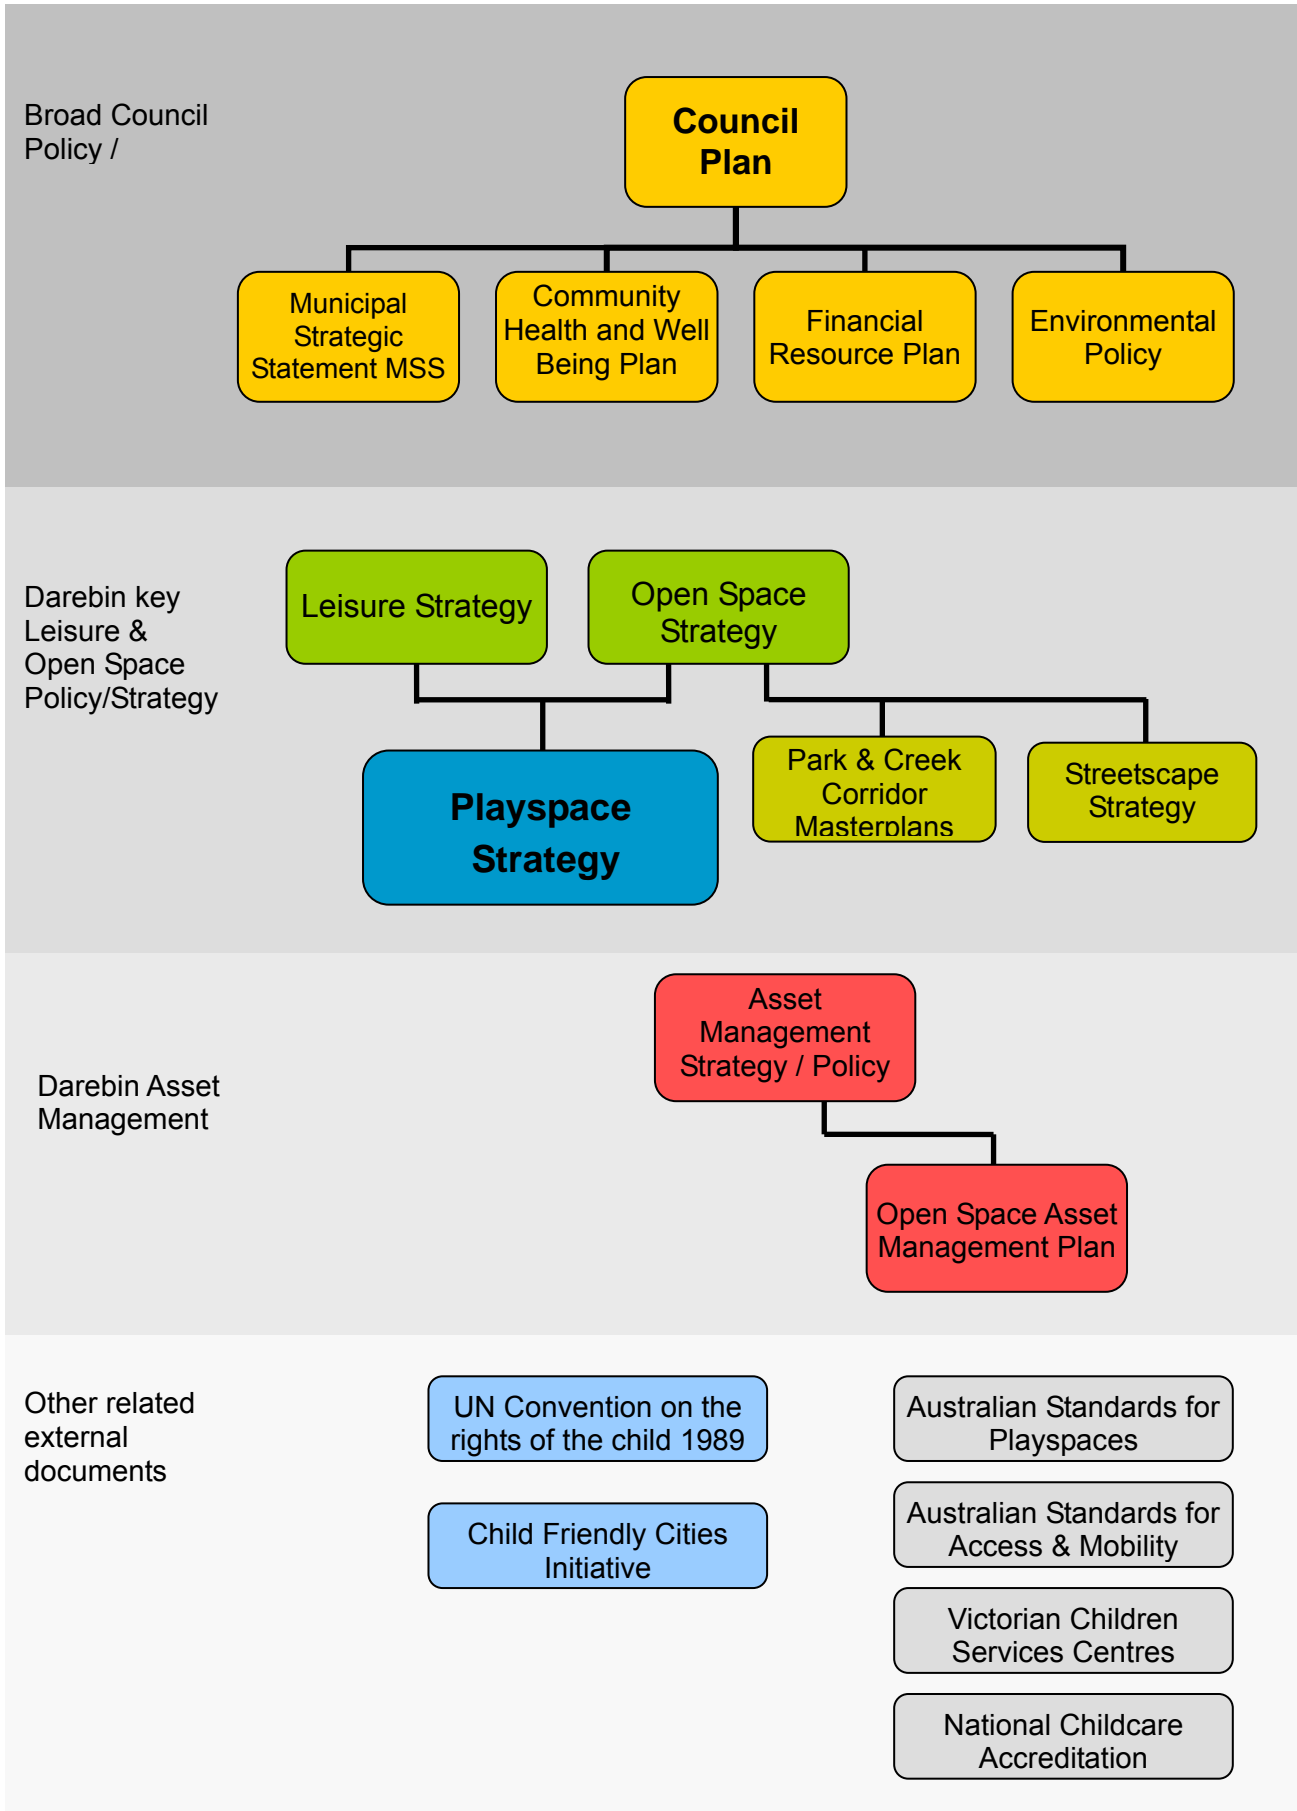 Broad Council
Policy /
Council
Plan
Municipal
Strategic
Statement MSS
Community
Health and Well
Being Plan
Financial
Resource Plan
Environmental
Policy
Darebin key
Leisure &
Open Space
Policy/Strategy
Leisure Strategy
Open Space
Strategy
Playspace
Strategy
Park & Creek
Corridor
Masterplans
Streetscape
Strategy
Darebin Asset
Management
Asset
Management
Strategy / Policy
Open Space Asset
Management Plan
Other related
external
documents
UN Convention on the
rights of the child 1989
Child Friendly Cities
Initiative
Australian Standards for
Playspaces
Australian Standards for
Access & Mobility
Victorian Children
Services Centres
National Childcare
Accreditation